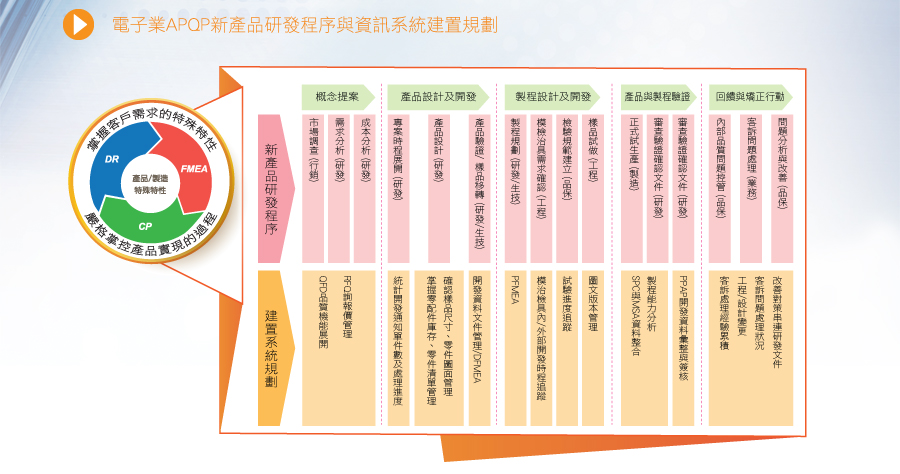 電子業APQP新產品研發程序與資訊系統建置規劃
掌握客戶需求的特殊特性
DR
FMEA
產品/製造
特殊特性
CP
嚴格掌控產品實現的過程
概念提案
產品設計及開發
製程設計及開發
產品與製程驗證
回饋與矯正行動
新產品研發程序
市場調查(行銷)
需求分析(研發)
成本分析(研發)
專案時程展開(研發)
產品設計(研發)
產品驗證/樣品移轉(研發/生技)
製程規劃(研發/生技)
模檢治具需求確認(工程)
檢驗規範建立(品保)
樣品試做(工程)
正式試生產(製造)
審查驗證確認文件(研發)
審查驗證確認文件(研發)
內部品質問題控管(品保)
客訴問題處理(業務)
問題分析與改善(品保)
建置系統規劃
QFD品質機能展開
RFQ詢報價管理
統計開發通知單件數及處理進度
掌握零配件庫存、零件清單管理
確認樣品尺寸、零件圖面管理
開發資料文件管理/DFMEA
PFMEA
模治檢具內/外部開發時程追蹤
試驗進度追蹤
圖文版本管理
SPC與MSA資料整合
製程能力分析
PPAP開發資料彙整與簽核
客訴處理經驗累積
工程/設計變更
客訴問題處理狀況
改善對策串連研發文件